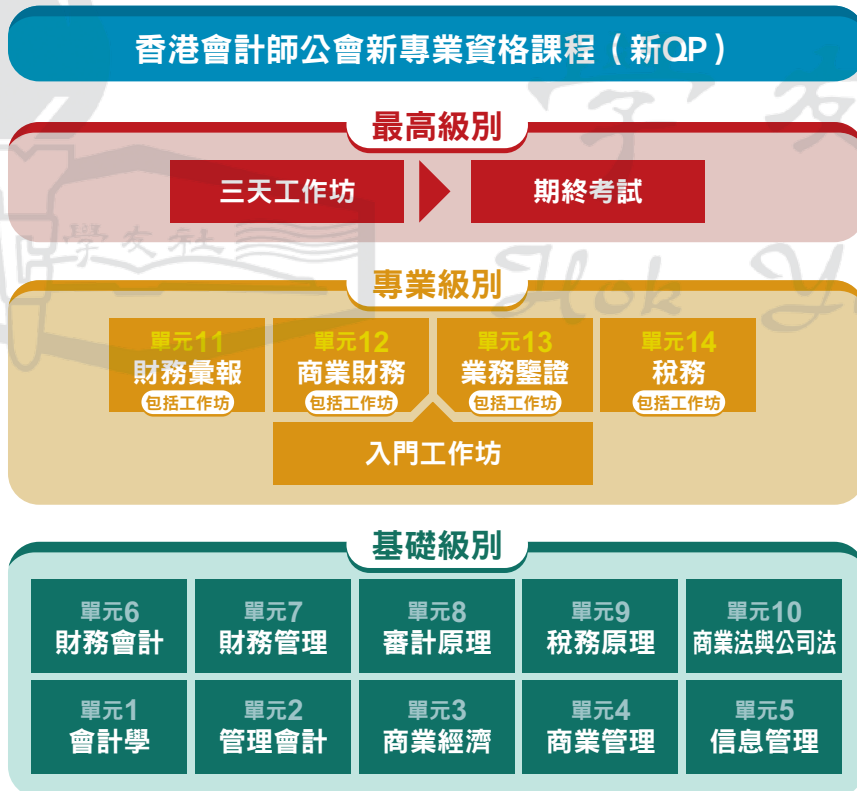 香港會計師公會新專業資格課程（新QP）
最高級別
三天工作坊
期終考試
專業級別
單元11
財務彙報
包括工作坊
單元12
商業財務
包括工作坊
單元13
業務鑒證
包括工作坊
單元14
稅務
包括工作坊
入門工作坊
基礎級別
單元6
財務會計
單元7
財務管理
單元8
審計原理
單元9
稅務原理
單元10
商業法與公司法
單元1
會計學
單元2
管理會計
單元3
商業經濟
單元4
商業管理
單元5
信息管理
學友社
學友
Hok Y